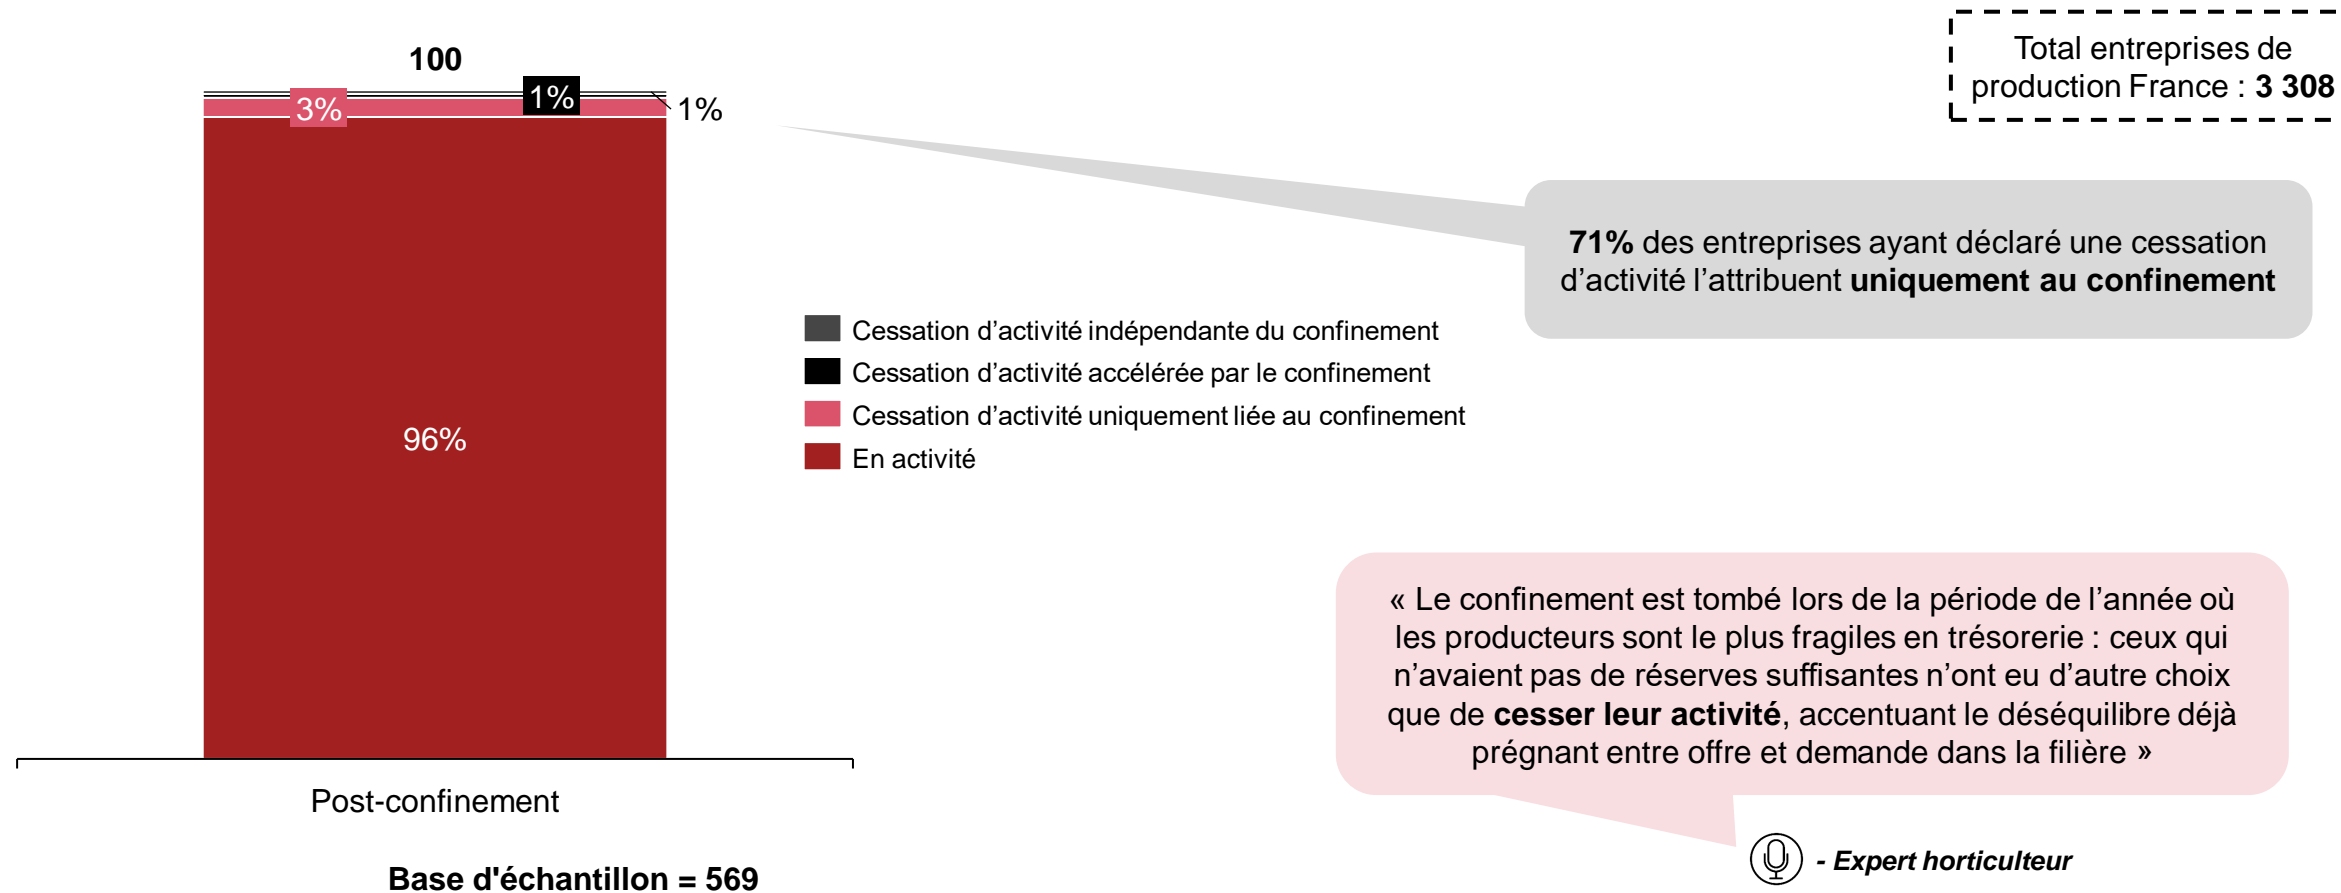 100
3%
1%
1%
96%
Post-confinement
Base d'échantillon = 569
Cessation d’activité indépendante du confinement
Cessation d’activité accélérée par le confinement
Cessation d’activité uniquement liée au confinement
En activité
Total entreprises de
production France : 3 308
71% des entreprises ayant déclaré une cessation
d’activité l’attribuent uniquement au confinement
« Le confinement est tombé lors de la période de l’année où
les producteurs sont le plus fragiles en trésorerie : ceux qui
n’avaient pas de réserves suffisantes n’ont eu d’autre choix
que de cesser leur activité, accentuant le déséquilibre déjà
prégnant entre offre et demande dans la filière »
- Expert horticulteur